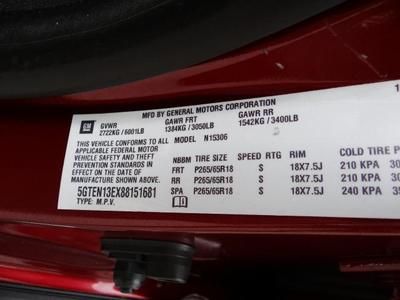 MFD BY GENERAL MOTORS CORPORATION
GM
GVWR GAWR FRT GAWR RR
2722KG / 6001LB 1384KG / 3050LB 1542KG / 3400LB
THIS VEHICLE CONFORMS TO ALL
APPLICABLE FEDERAL MOTOR
VEHICLE SAFETY AND THEFT
PREVENTION STANDARDS IN
EFFECT ON THE DATE OF
MANUFACTURE SHOWN ABOVE.
5GTEN13EX88151681
TYPE: M.P.V.
N15306
NBBM TIRE SIZE SPEED RTG RIM COLD TIRE
FRT P265/65R18 S 18X7.5J 210 KPA
RR P265/65R18 S 18X7.5J 210 KPA
SPA P265/65R18 S 18X7.5J 240 KPA